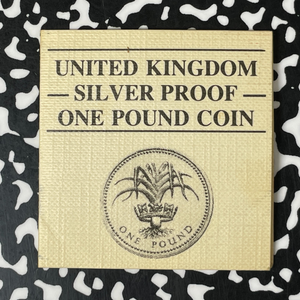 UNITED KINGDOM
— SILVER PROOF —
ONE POUND COIN
ONE POUND